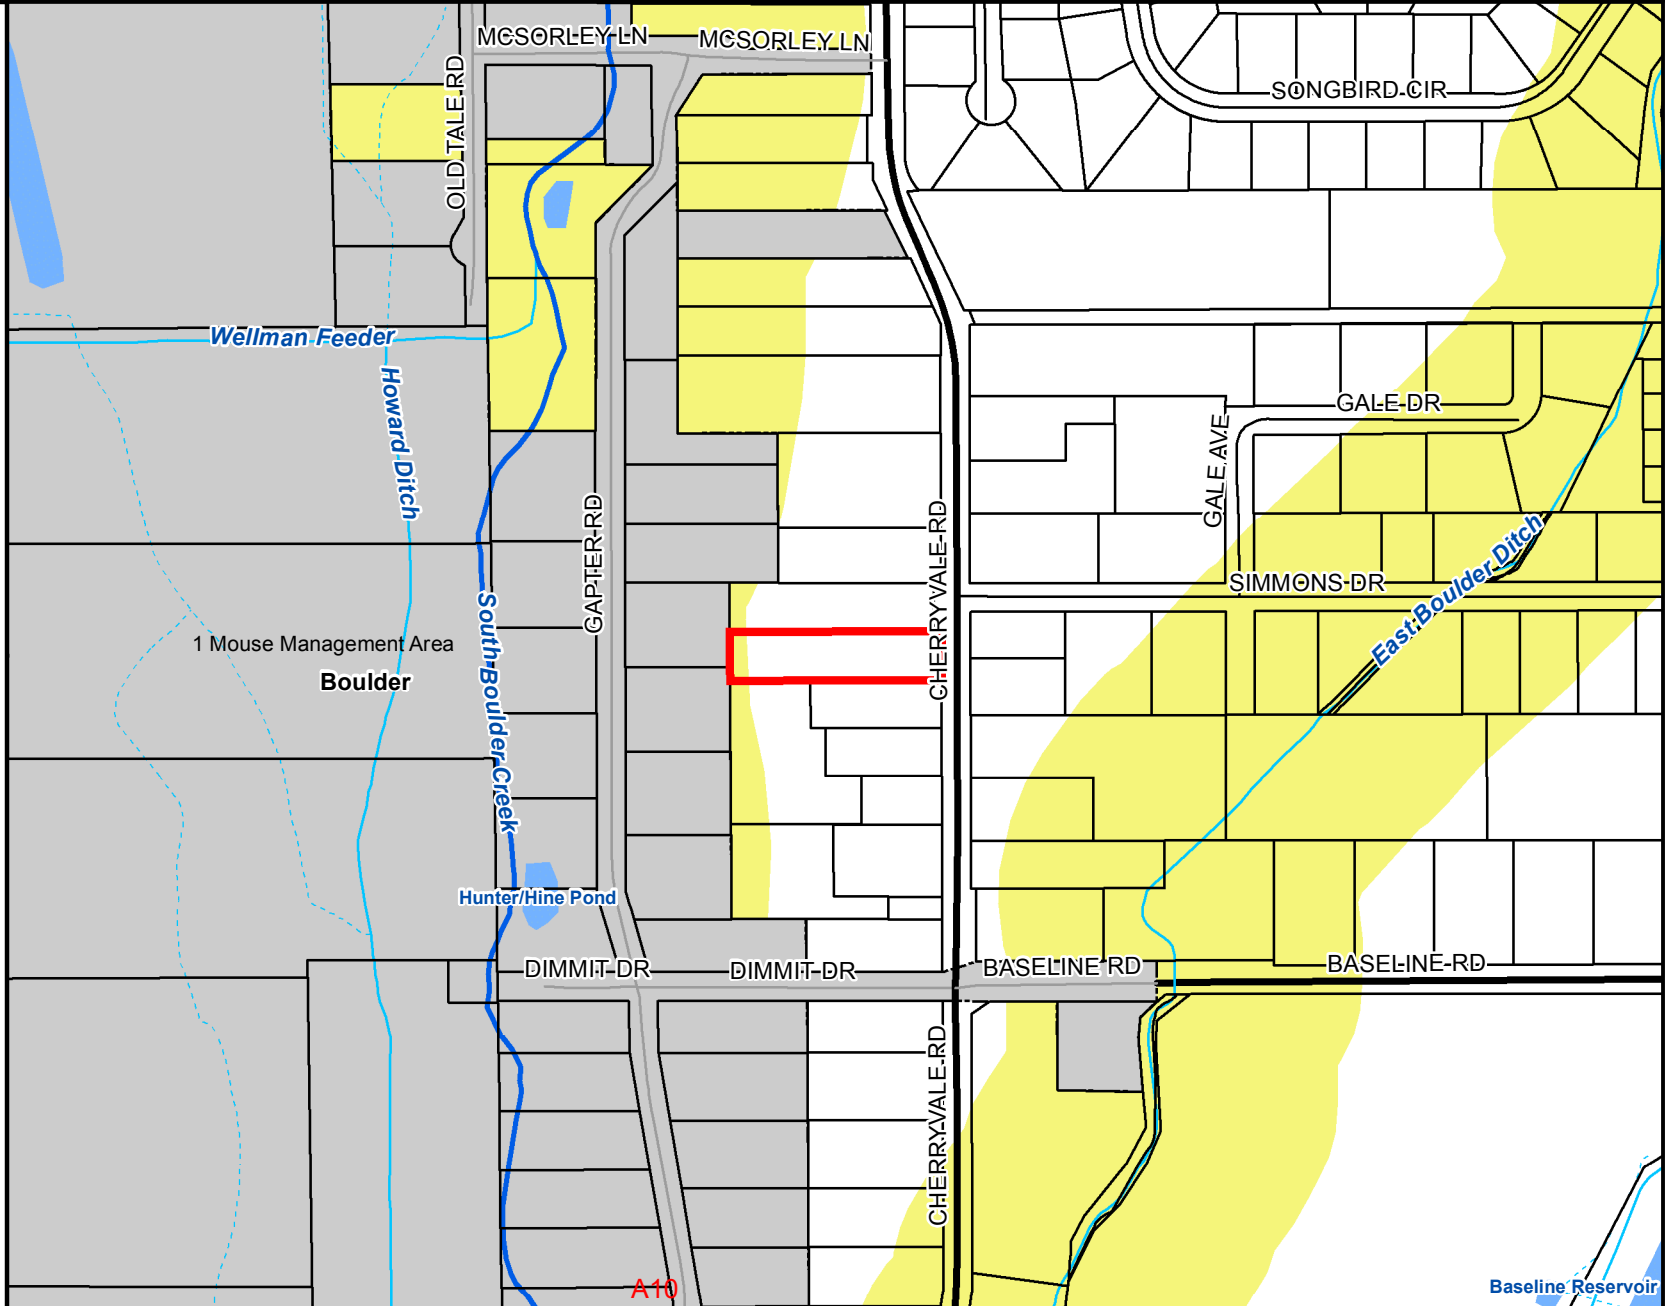 MCSORLEY LN
MCSORLEY LN
SONGBIRD CIR
OLD TALE RD
Wellman Feeder
Howard Ditch
GALE DR
GALE AVE
GAPTER RD
CHERRYVALE RD
East Boulder Ditch
SIMMONS DR
South Boulder Creek
1 Mouse Management Area
Boulder
Hunter/Hine Pond
DIMMIT DR
DIMMIT DR
BASELINE RD
BASELINE RD
CHERRYVALE RD
A10
Baseline Reservoir